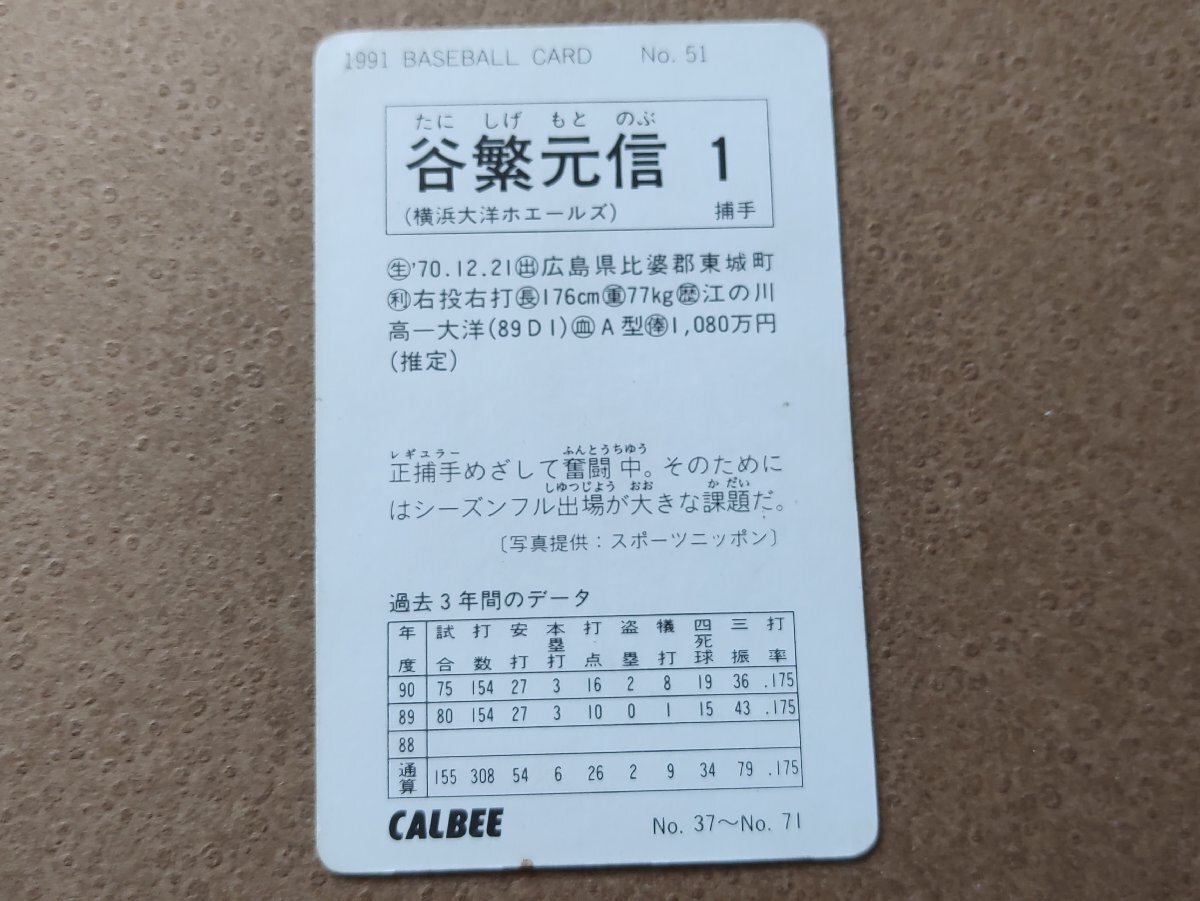 1991 BASEBALL CARD No. 51
たに しげ もと のぶ
谷繁元信 1
(横浜大洋ホエールズ) 捕手
生'70.12.21出広島県比婆郡東城町
利右投右打長176cm重77kg歴江の川
高一大洋(89D1)血A型俸1,080万円
(推定)
レギュラー ふんとうちゆう
正捕手めざして奮闘中。そのために
しゆつじよう おお かだい
はシーズンフル出場が大きな課題だ。
〔写真提供:スポーツニッポン〕
過去3年間のデータ
年度 試合 打数 安打 本塁打 打点 盗塁 犠打 四死球 三振 打率
90 75 154 27 3 16 2 8 19 36 .175
89 80 154 27 3 10 0 1 15 43 .175
88
通算 155 308 54 6 26 2 9 34 79 .175
CALBEE No. 37〜No. 71